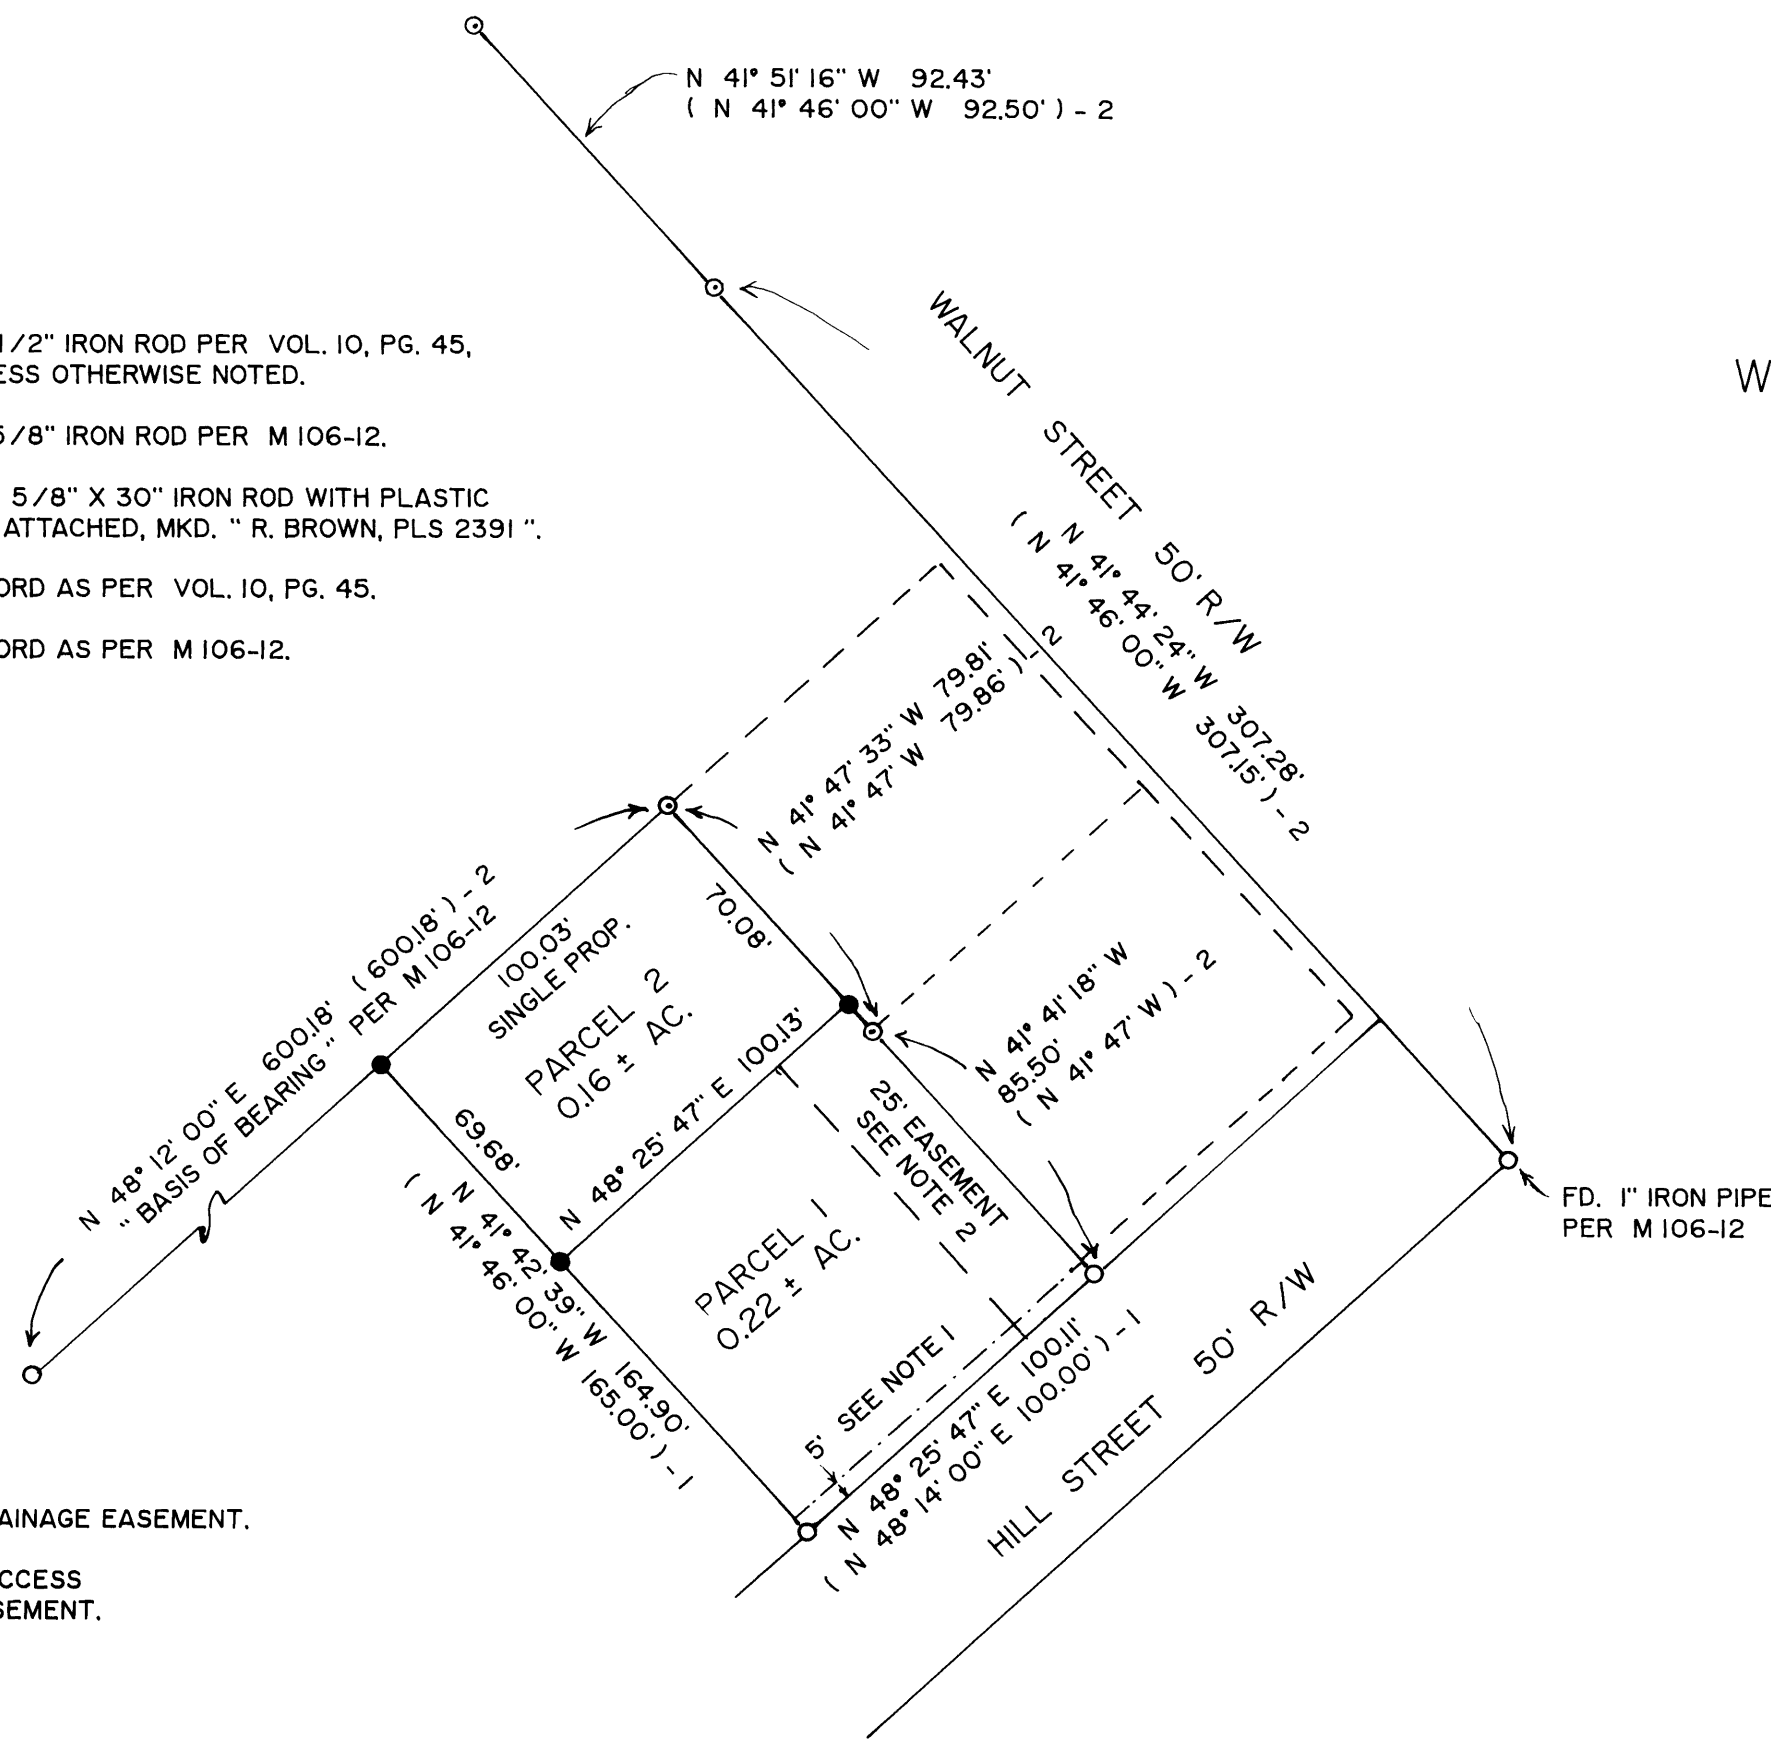 N 41° 51' 16" W 92.43'
( N 41° 46' 00" W 92.50' ) - 2
1/2" IRON ROD PER VOL. 10, PG. 45,
ESS OTHERWISE NOTED.
5/8" IRON ROD PER M 106-12.
5/8" X 30" IRON ROD WITH PLASTIC
ATTACHED, MKD. " R. BROWN, PLS 2391 ".
ORD AS PER VOL. 10, PG. 45.
ORD AS PER M 106-12.
W
WALNUT STREET 50' R/W
N 41° 44' 24" W 307.28'
( N 41° 46' 00" W 307.15' ) - 2
N 41° 47' 33" W 79.81'
( N 41° 47' W 79.86' ) - 2
70.08'
N 48° 12' 00" E 600.18' ( 600.18' ) - 2
" BASIS OF BEARING " PER M 106-12
100.03'
SINGLE PROP.
PARCEL 2
0.16 ± AC.
N 48° 25' 47" E 100.13'
N 41° 41' 18" W
85.50'
( N 41° 47' W ) - 2
25' EASEMENT
SEE NOTE 2
69.68'
N 41° 42' 39" W 164.90'
( N 41° 46' 00" W 165.00' ) - 1
PARCEL 1
0.22 ± AC.
5' SEE NOTE 1
N 48° 25' 47" E 100.11'
( N 48° 14' 00" E 100.00' ) - 1
HILL STREET 50' R/W
FD. 1" IRON PIPE
PER M 106-12
AINAGE EASEMENT.
CCESS
SEMENT.